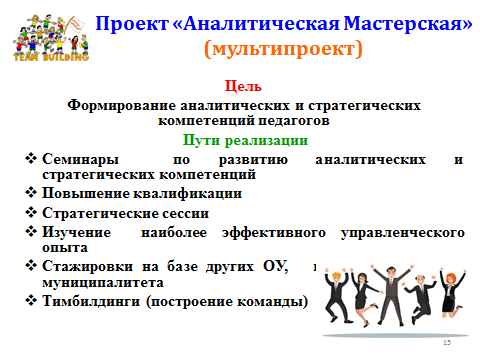 TEAM BUILDING
Проект «Аналитическая Мастерская»
(мультипроект)
Цель
Формирование аналитических и стратегических
компетенций педагогов
Пути реализации
❖ Семинары по развитию аналитических и
стратегических компетенций
❖ Повышение квалификации
❖ Стратегические сессии
❖ Изучение наиболее эффективного управленческого
опыта
❖ Стажировки на базе других ОУ,
муниципалитета
❖ Тимбилдинги (построение команды)
15